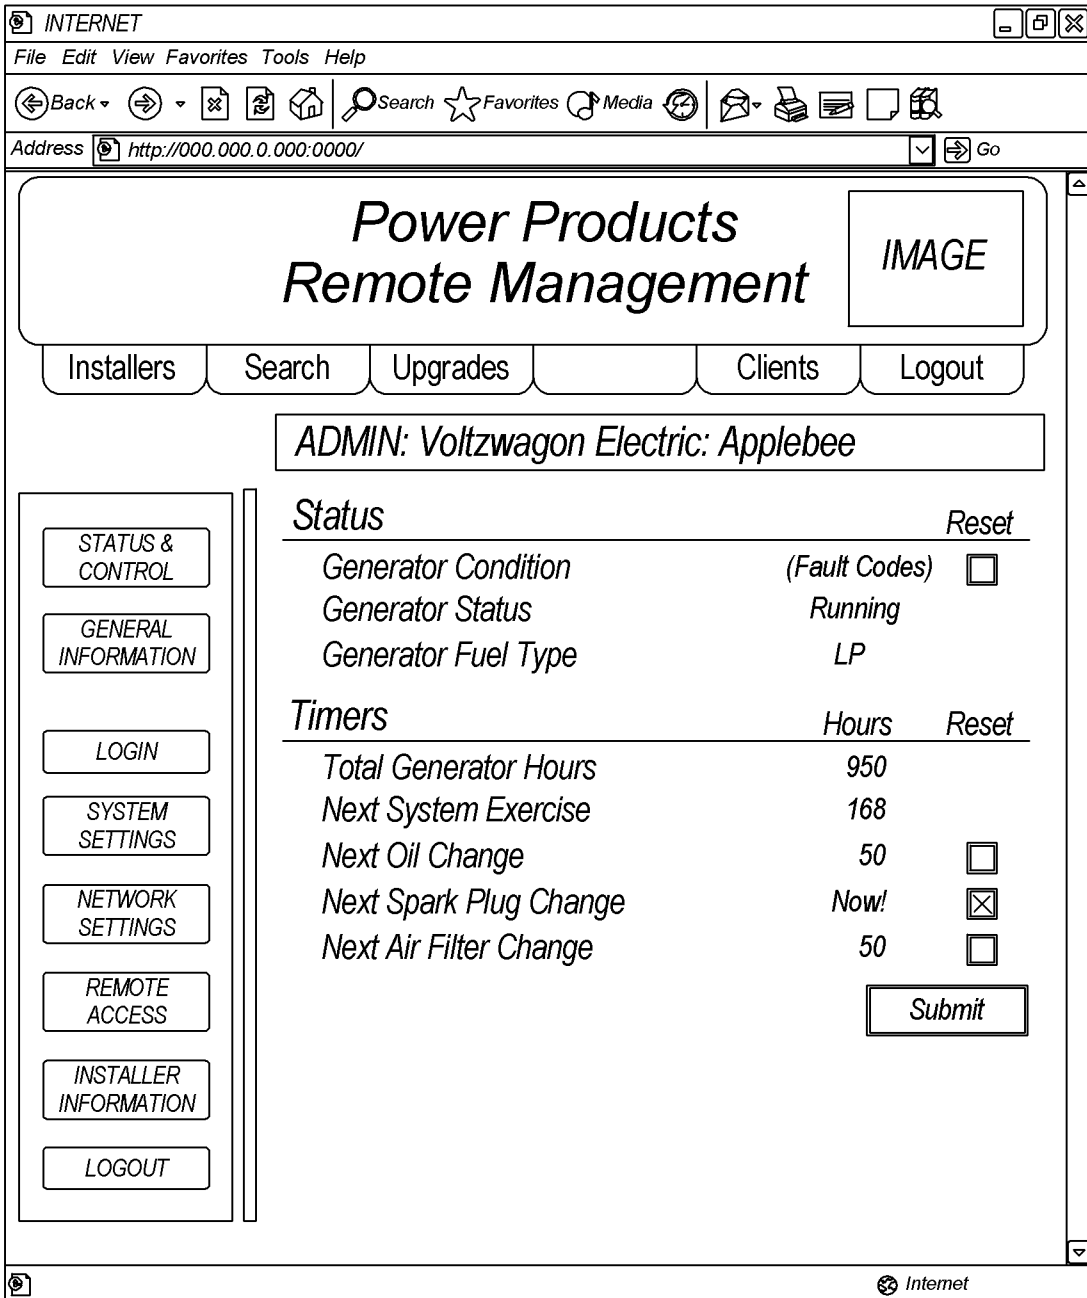 INTERNET
File Edit View Favorites Tools Help
Back Search Favorites Media
Address http://000.000.0.000:0000/ Go
Power Products
Remote Management
IMAGE
Installers Search Upgrades Clients Logout
ADMIN: Voltzwagon Electric: Applebee
STATUS &
CONTROL
GENERAL
INFORMATION
LOGIN
SYSTEM
SETTINGS
NETWORK
SETTINGS
REMOTE
ACCESS
INSTALLER
INFORMATION
LOGOUT
Status Reset
Generator Condition (Fault Codes)
Generator Status Running
Generator Fuel Type LP
Timers Hours Reset
Total Generator Hours 950
Next System Exercise 168
Next Oil Change 50
Next Spark Plug Change Now!
Next Air Filter Change 50
Submit
Internet